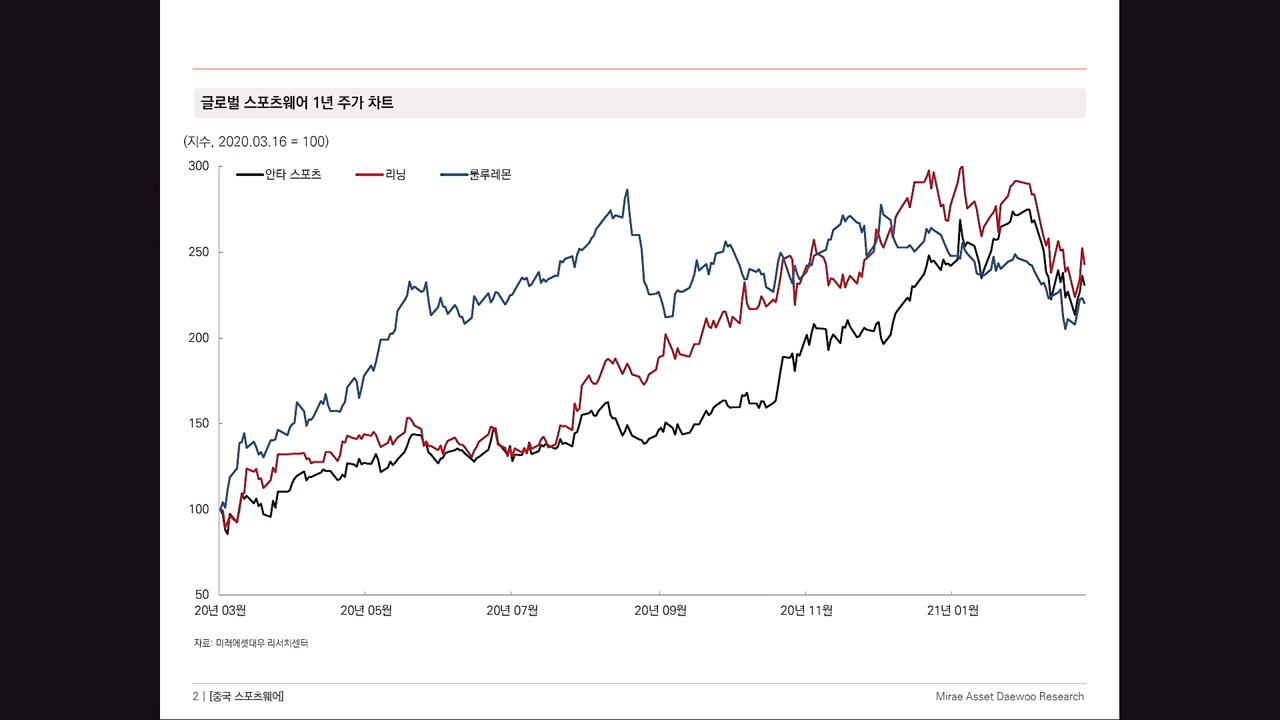 글로벌 스포츠웨어 1년 주가 차트
(지수, 2020.03.16 = 100)
안타 스포츠 리닝 룰루레몬
300
250
200
150
100
50
20년 03월 20년 05월 20년 07월 20년 09월 20년 11월 21년 01월
자료: 미래에셋대우 리서치센터
2 | [중국 스포츠웨어] Mirae Asset Daewoo Research